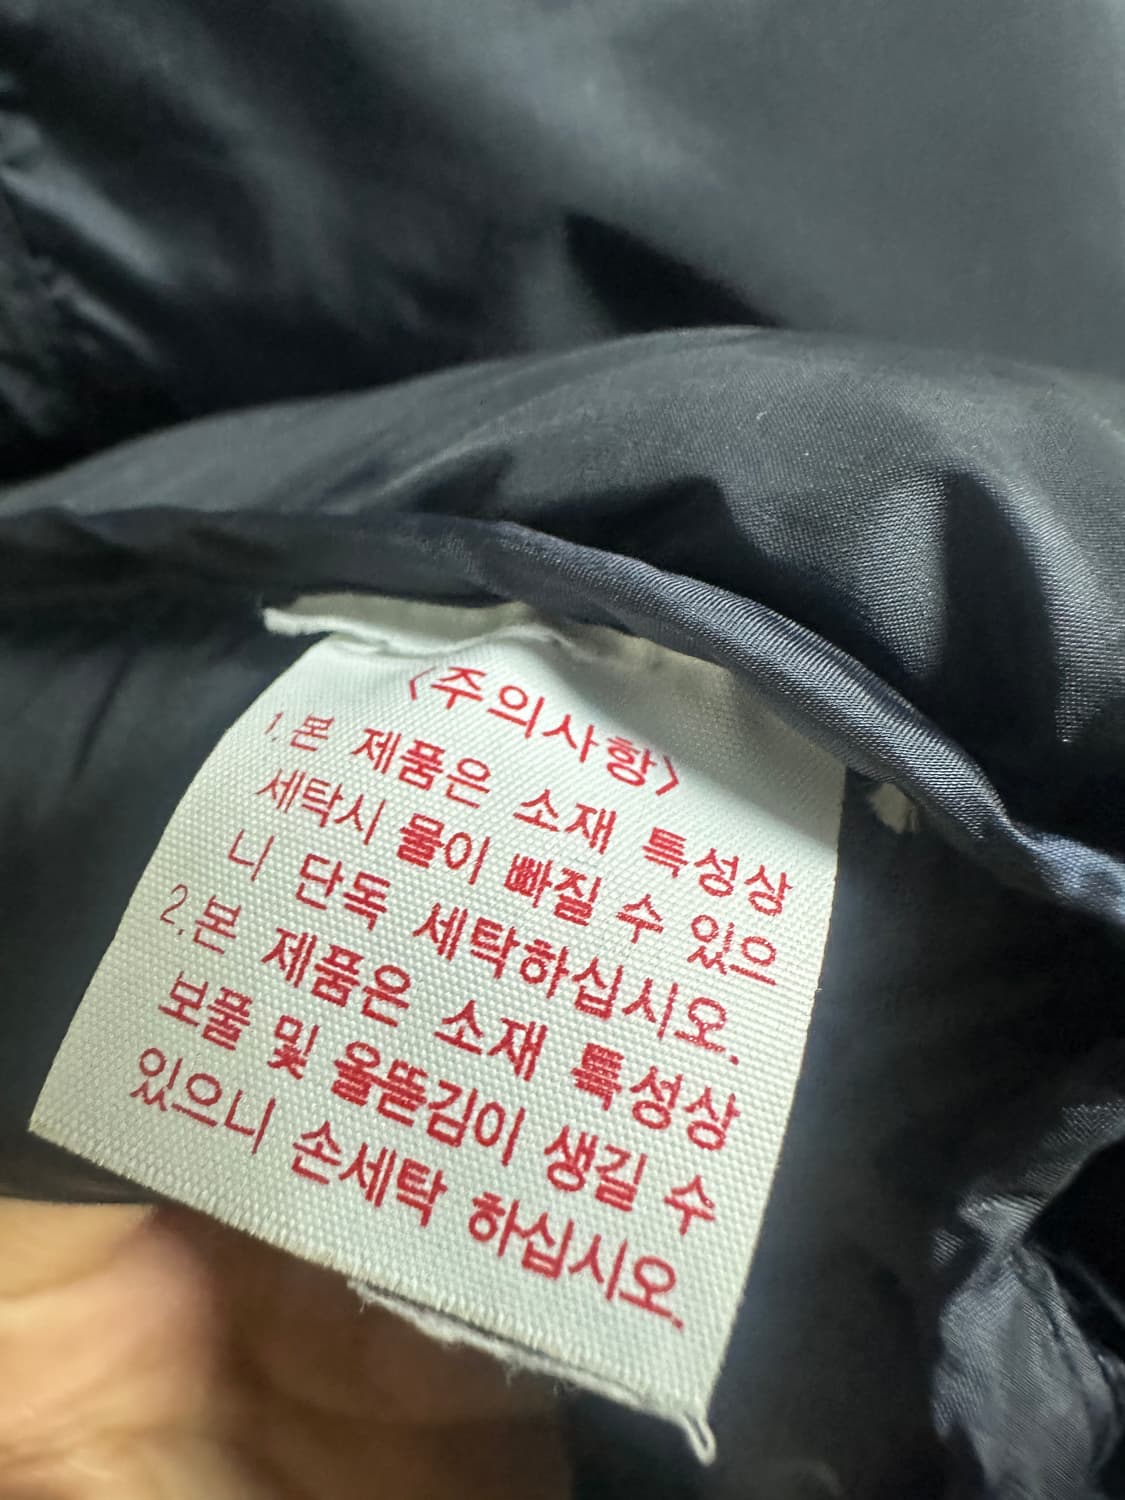 <주의사항>
1.본 제품은 소재 특성상
세탁시 물이 빠질 수 있으
니 단독 세탁하십시오.
2.본 제품은 소재 특성상
보풀 및 올뜯김이 생길 수
있으니 손세탁 하십시오.